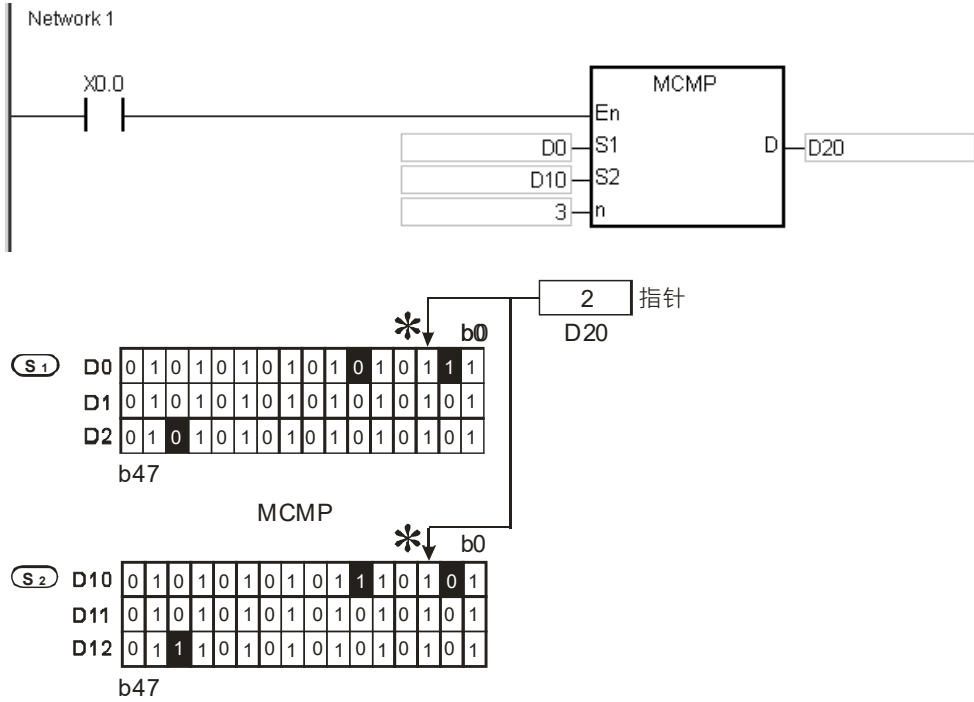 Network 1
X0.0
MCMP
En
D0 S1 D D20
D10 S2
3 n
2 指针
D20
* b0
S1 D0 0 1 0 1 0 1 0 1 0 1 0 1 0 1 1 1
D1 0 1 0 1 0 1 0 1 0 1 0 1 0 1 0 1
D2 0 1 0 1 0 1 0 1 0 1 0 1 0 1 0 1
b47
MCMP
* b0
S2 D10 0 1 0 1 0 1 0 1 0 1 1 1 0 1 0 1
D11 0 1 0 1 0 1 0 1 0 1 0 1 0 1 0 1
D12 0 1 1 1 0 1 0 1 0 1 0 1 0 1 0 1
b47